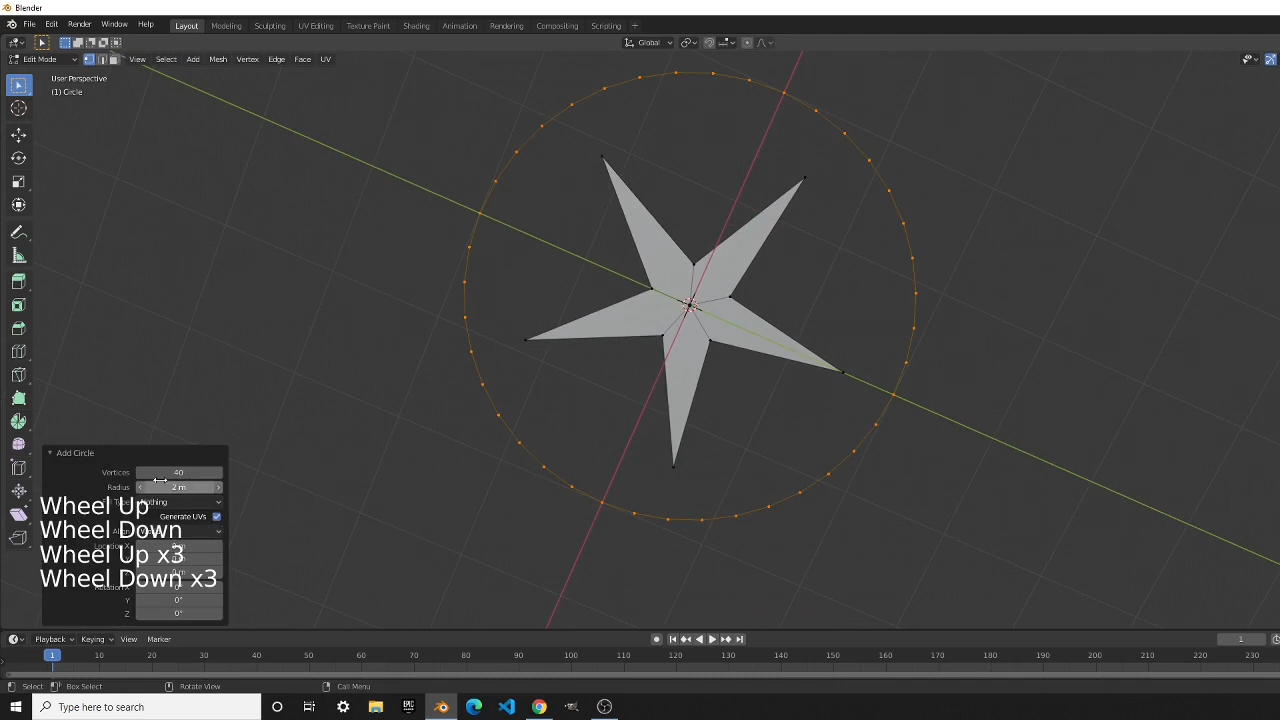 Blender
File Edit Render Window Help
Layout Modeling Sculpting UV Editing Texture Paint Shading Animation Rendering Compositing Scripting +
Global
Edit Mode View Select Add Mesh Vertex Edge Face UV
User Perspective
(1) Circle
Add Circle
Vertices 40
Radius 2 m
Nothing
Wheel Up
Generate UVs
Wheel Down
Wheel Up x3
Wheel Down x3
Y 0°
Z 0°
Playback Keying View Marker 1
1 10 20 30 40 50 60 70 80 90 100 110 120 130 140 150 160 170 180 190 200 210 220 230
Select Box Select Rotate View Call Menu
Type here to search